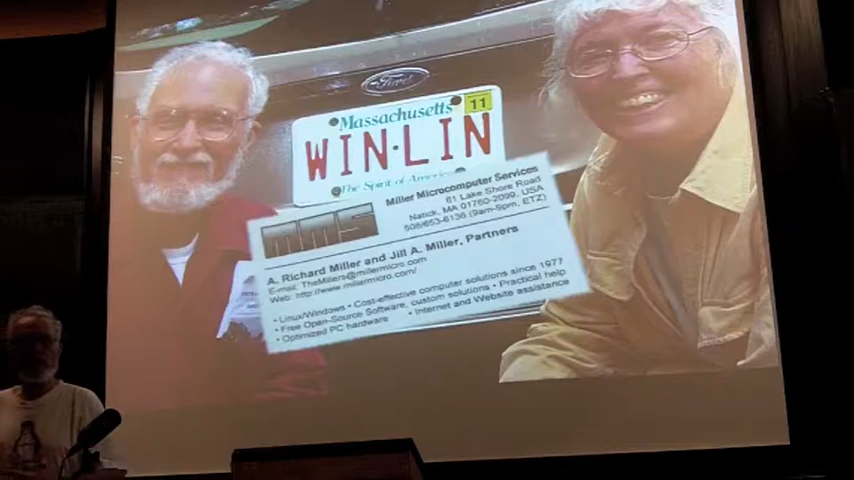 Ford
Massachusetts
11
WIN·LIN
The Spirit of America
MMS
Miller Microcomputer Services
61 Lake Shore Road
Natick, MA 01760-2099, USA
508/653-6136 (9am-9pm, ETZ)
A. Richard Miller and Jill A. Miller, Partners
E-mail: TheMillers@millermicro.com
Web: http://www.millermicro.com/
• Linux/Windows • Cost-effective computer solutions since 1977
• Free Open-Source Software, custom solutions • Practical help
• Optimized PC hardware • Internet and Website assistance